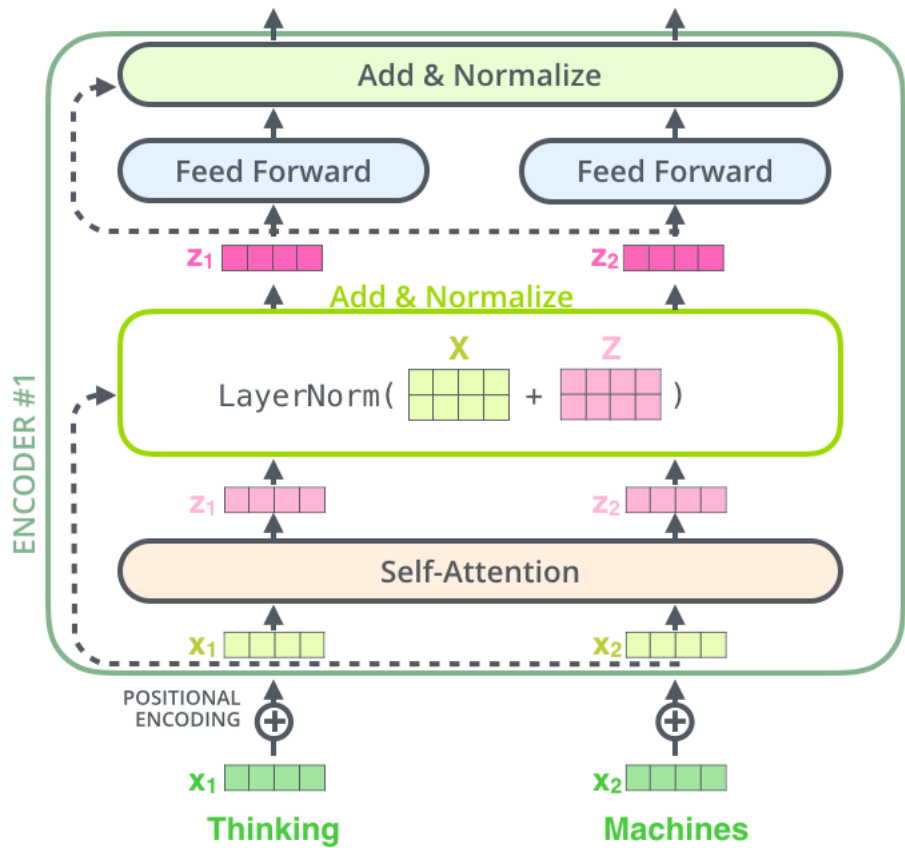 Add & Normalize
Feed Forward Feed Forward
z1 z2
Add & Normalize
X Z
LayerNorm( + )
ENCODER #1
z1 z2
Self-Attention
x1 x2
POSITIONAL
ENCODING
x1 x2
Thinking Machines